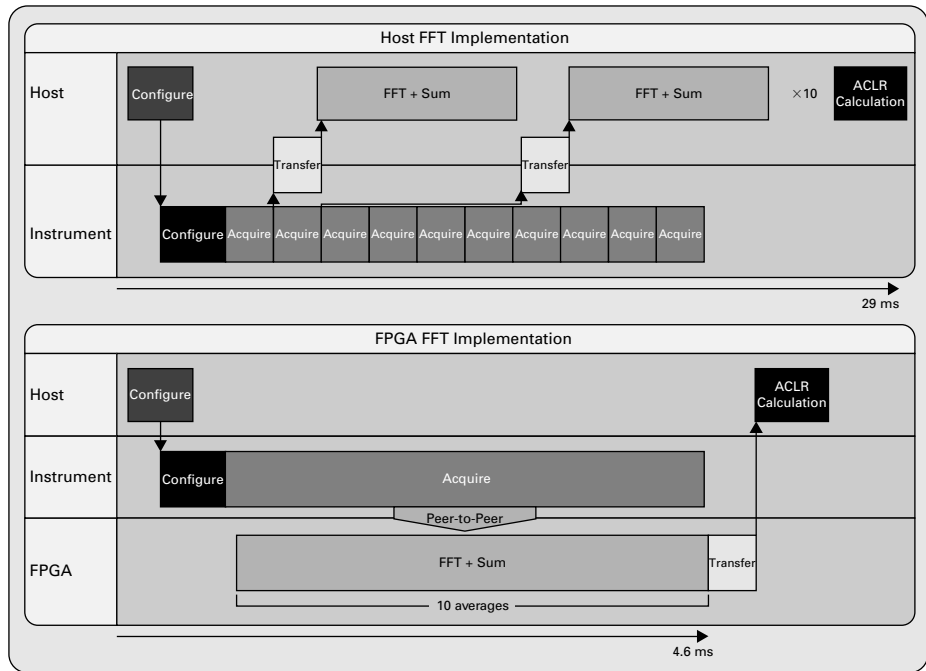 Host FFT Implementation
Host
Configure
FFT + Sum
FFT + Sum
×10
ACLR
Calculation
Transfer
Transfer
Instrument
Configure
Acquire
Acquire
Acquire
Acquire
Acquire
Acquire
Acquire
Acquire
Acquire
Acquire
29 ms
FPGA FFT Implementation
Host
Configure
ACLR
Calculation
Instrument
Configure
Acquire
Peer-to-Peer
FPGA
FFT + Sum
Transfer
10 averages
4.6 ms